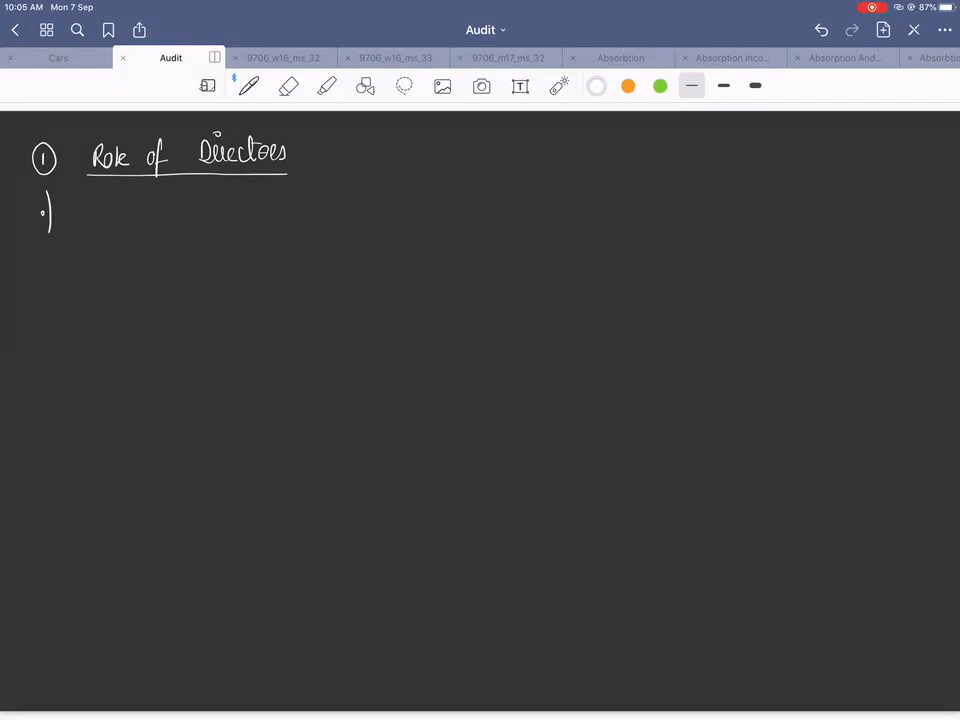 10:05 AM Mon 7 Sep 87%
Audit
Cars Audit 9706_w16_ms_32 9706_w16_ms_33 9706_m17_ms_32 Absorbtion Absorption inco... Absorption And... Absorbtio
T
1 Role of Directors